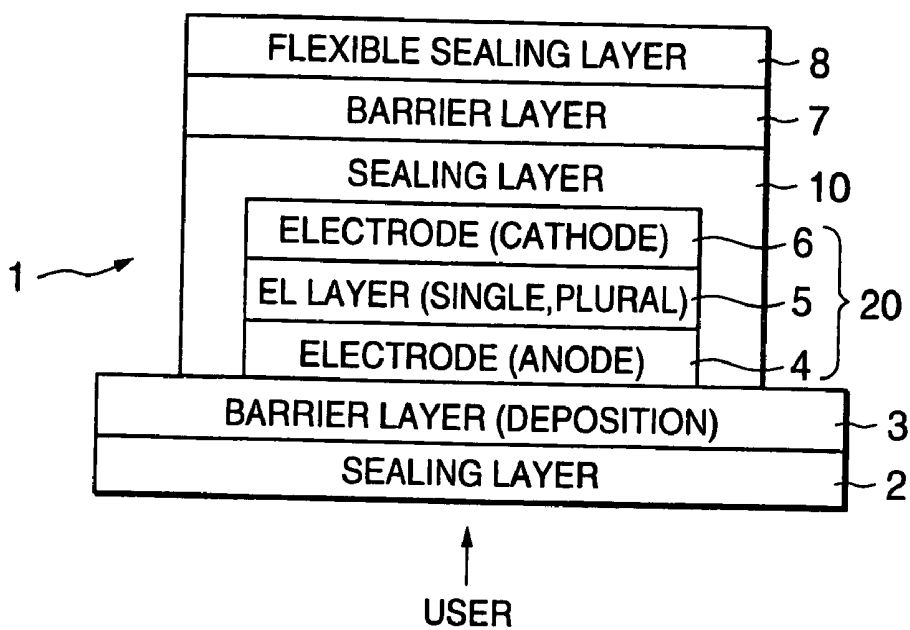 FLEXIBLE SEALING LAYER 8
BARRIER LAYER 7
SEALING LAYER 10
ELECTRODE (CATHODE) 6
1
EL LAYER (SINGLE,PLURAL) 5
20
ELECTRODE (ANODE) 4
BARRIER LAYER (DEPOSITION) 3
SEALING LAYER 2
USER